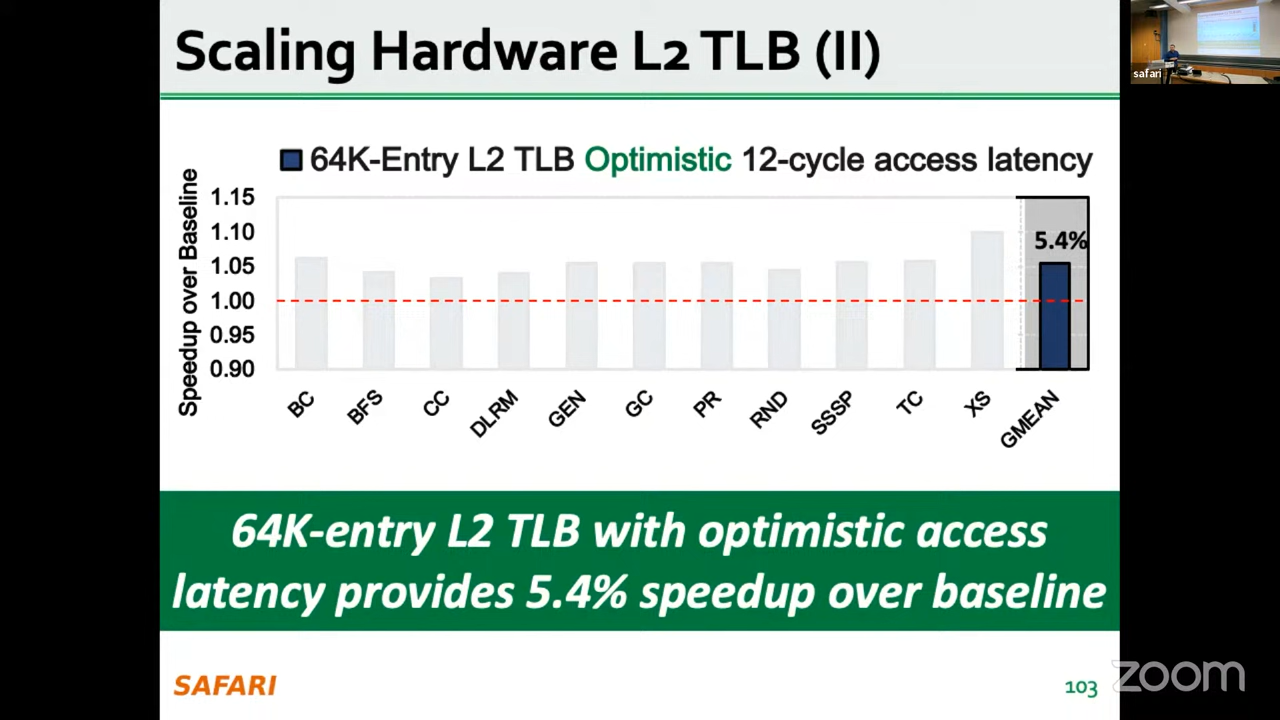 Scaling Hardware L2 TLB (II)
safari
64K-Entry L2 TLB Optimistic 12-cycle access latency
Speedup over Baseline
1.15
1.10
1.05
1.00
0.95
0.90
5.4%
BC
BFS
CC
DLRM
GEN
GC
PR
RND
SSSP
TC
XS
GMEAN
64K-entry L2 TLB with optimistic access
latency provides 5.4% speedup over baseline
SAFARI
103
zoom